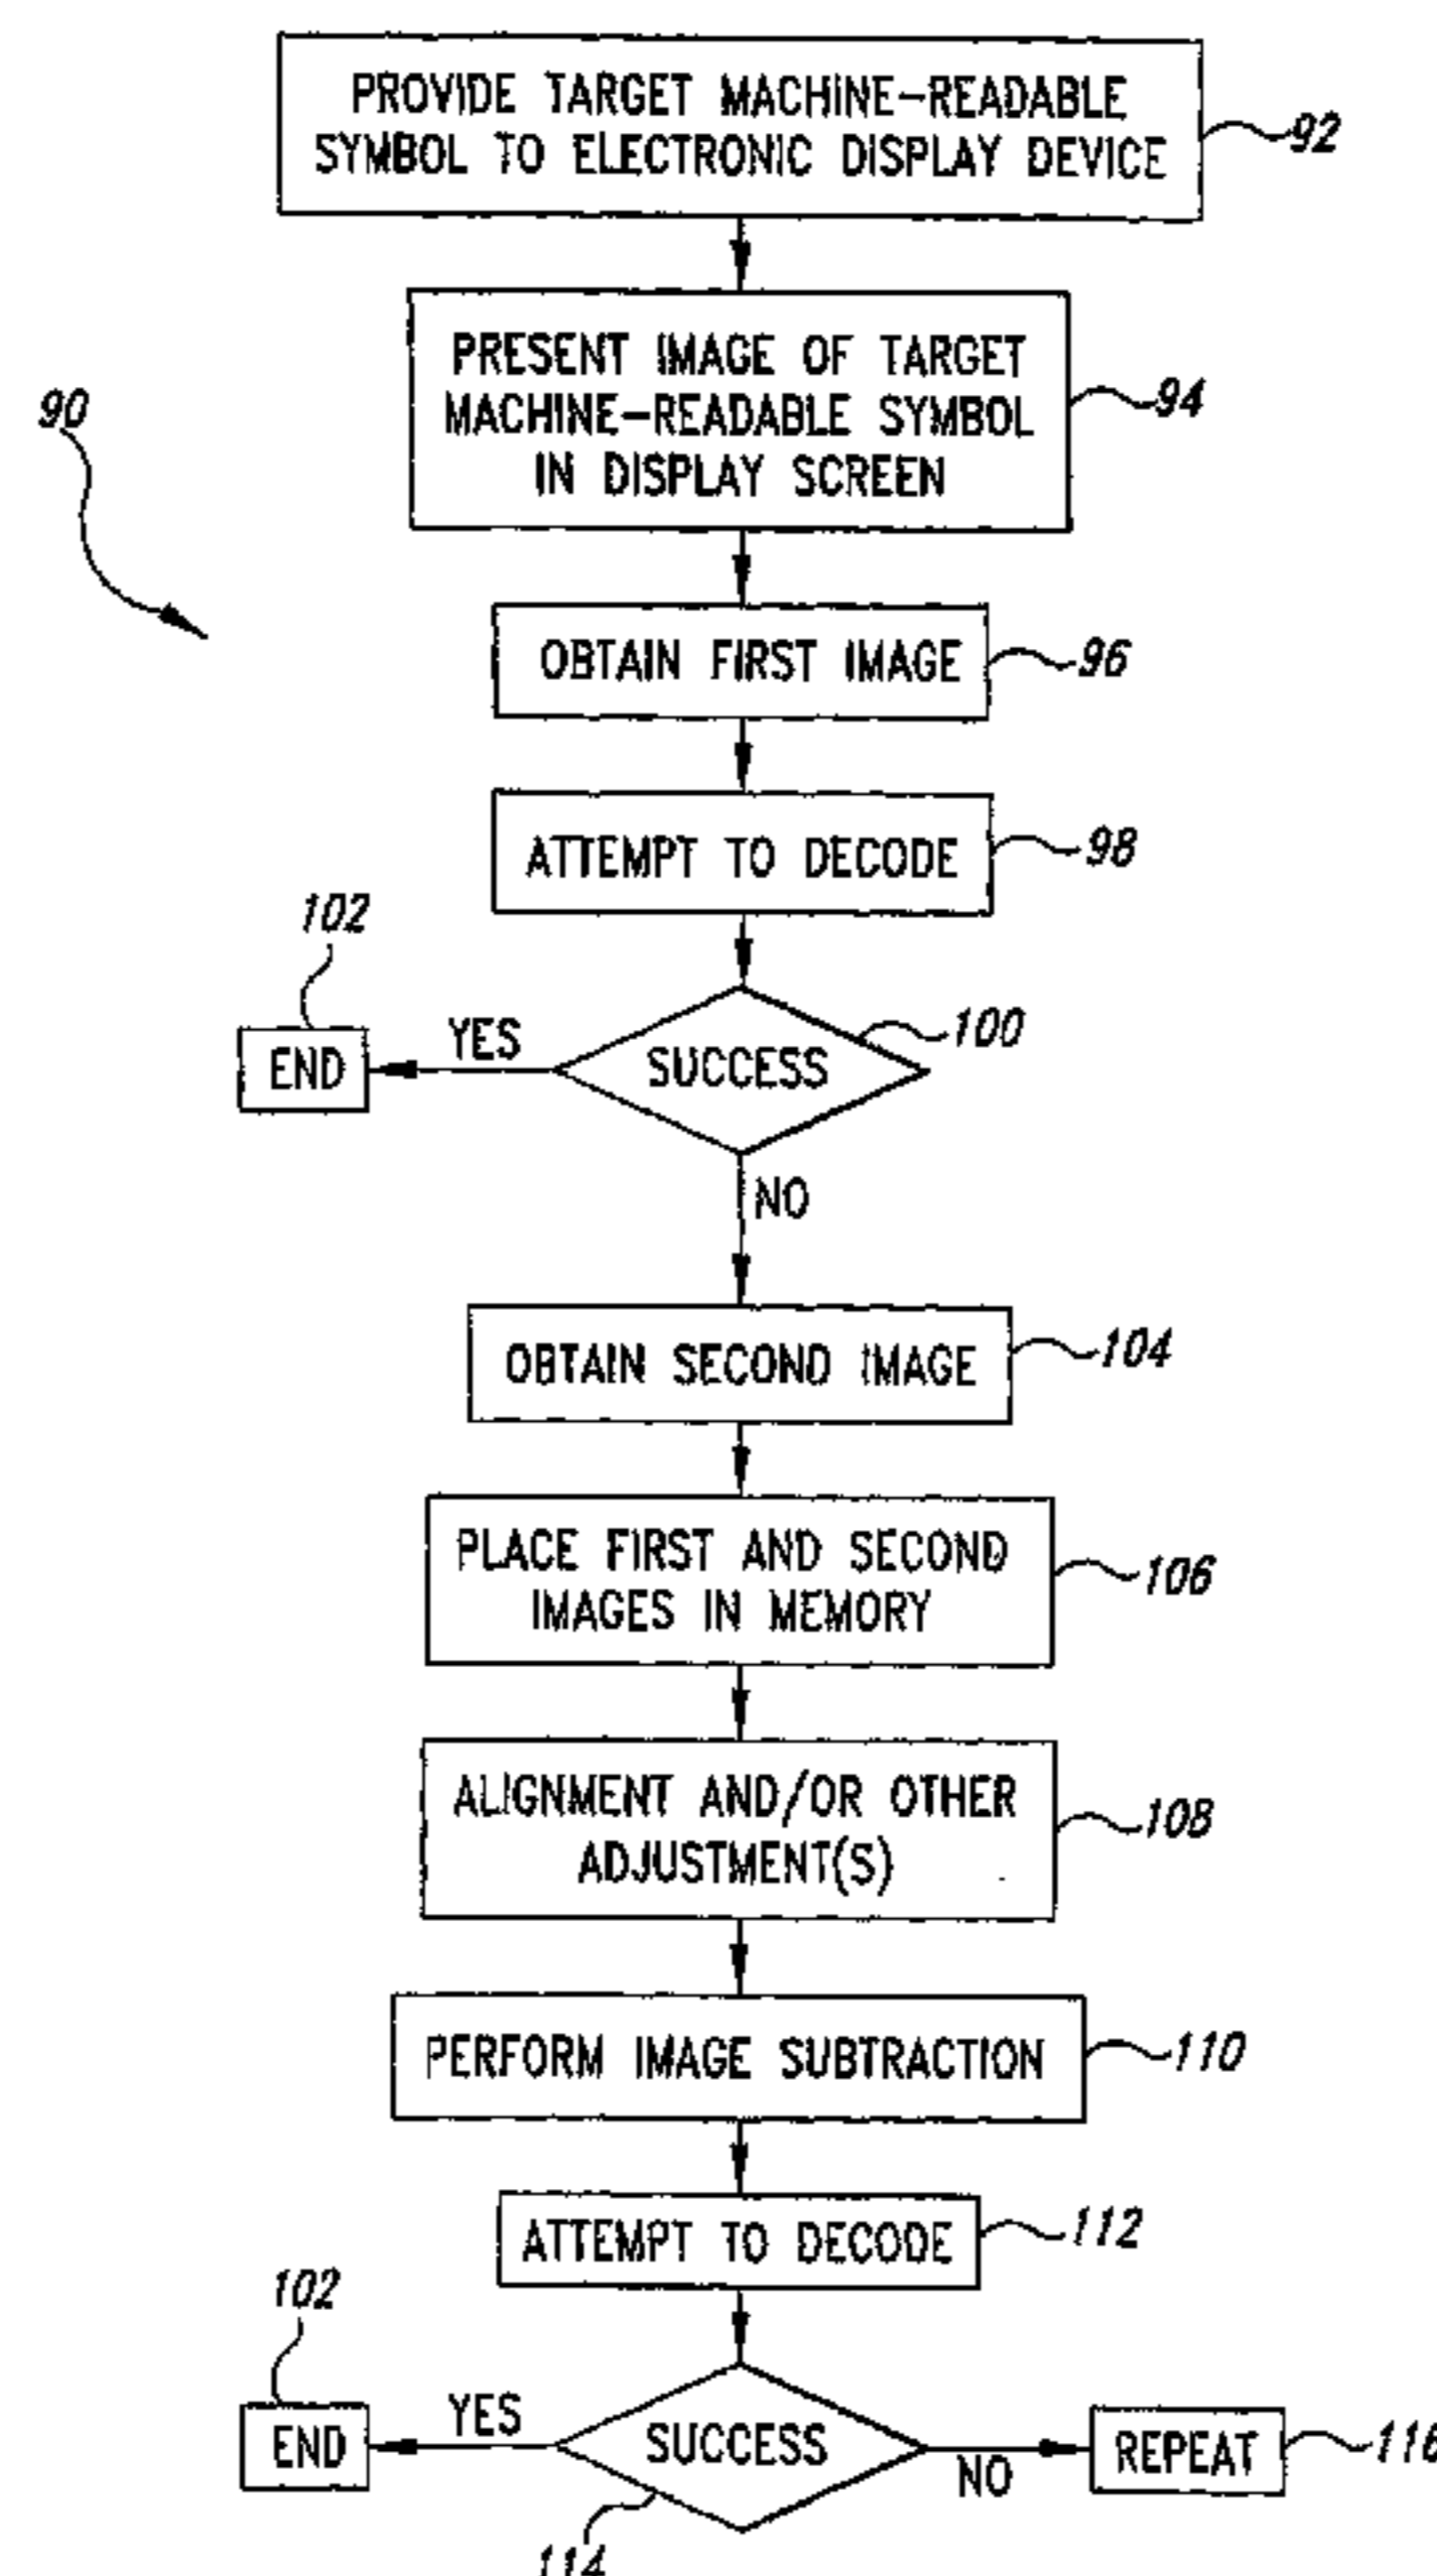 PROVIDE TARGET MACHINE-READABLE
SYMBOL TO ELECTRONIC DISPLAY DEVICE
92
PRESENT IMAGE OF TARGET
MACHINE-READABLE SYMBOL
IN DISPLAY SCREEN
94
90
OBTAIN FIRST IMAGE
96
ATTEMPT TO DECODE
98
102
END
YES
SUCCESS
100
NO
OBTAIN SECOND IMAGE
104
PLACE FIRST AND SECOND
IMAGES IN MEMORY
106
ALIGNMENT AND/OR OTHER
ADJUSTMENT(S)
108
PERFORM IMAGE SUBTRACTION
110
ATTEMPT TO DECODE
112
102
END
YES
SUCCESS
NO
REPEAT
116
114